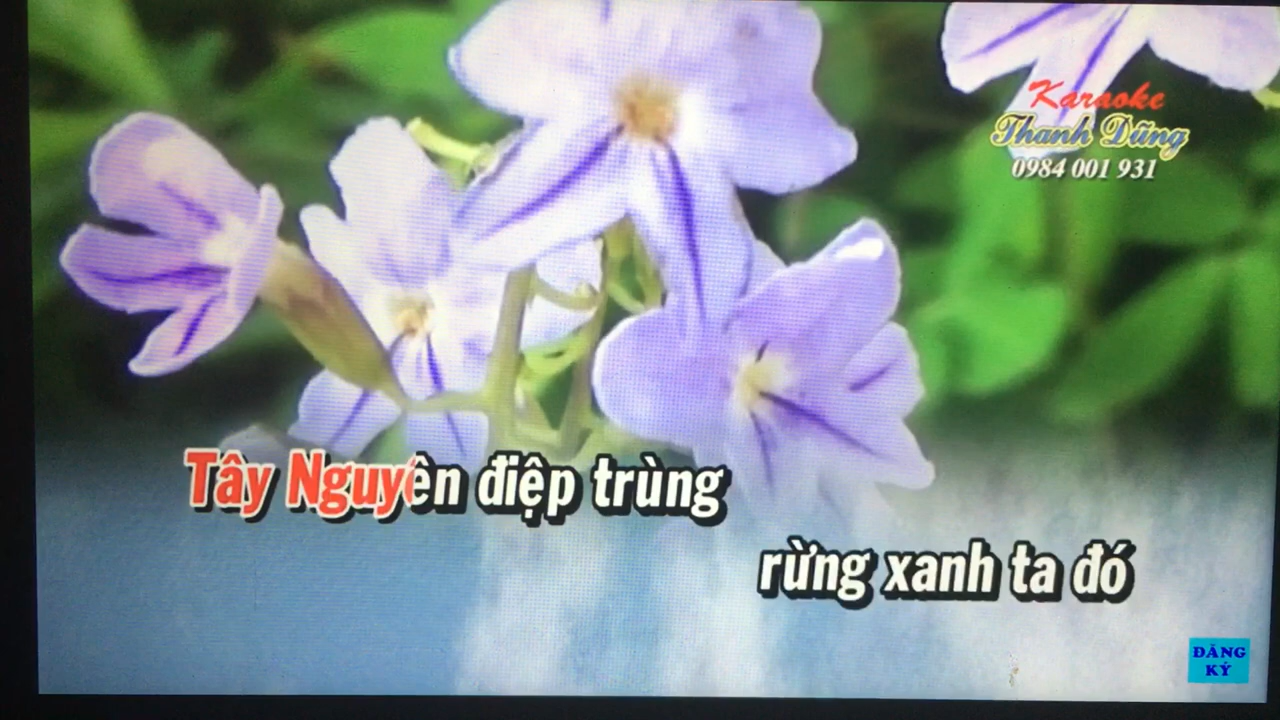 Karaoke
Thanh Dũng
0984 001 931
Tây Nguyên điệp trùng
rừng xanh ta đó
ĐĂNG
KÝ